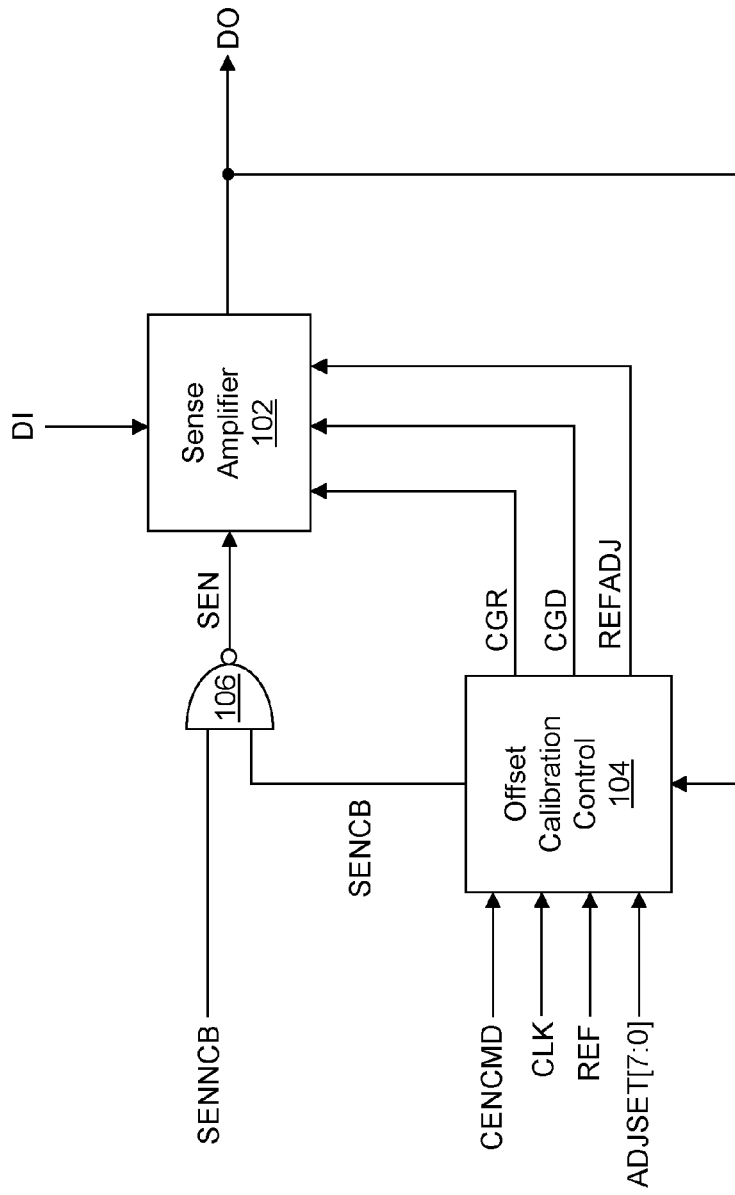 DI
DO
Sense
Amplifier
102
SEN
106
SENNCB
SENCB
CGR
CGD
REFADJ
Offset
Calibration
Control
104
CENCMD
CLK
REF
ADJSET[7:0]